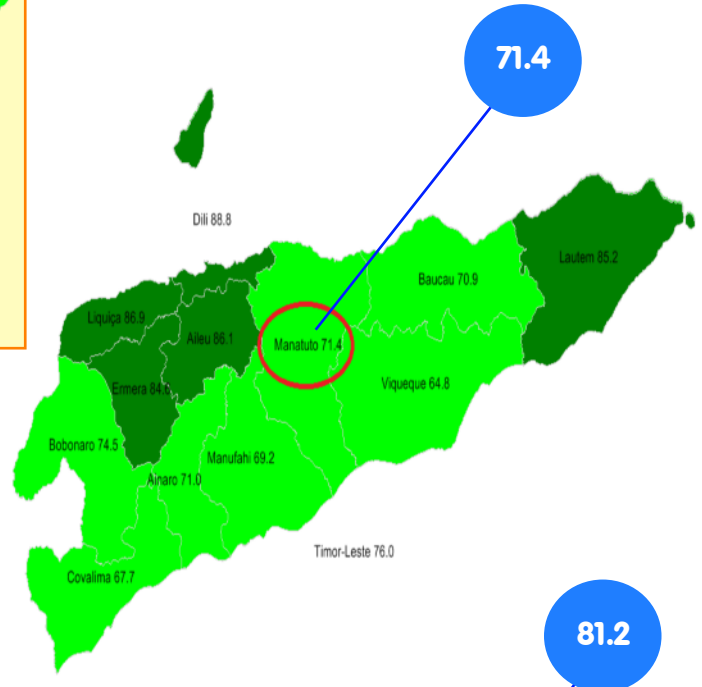 71.4
Dili 88.8
Lautem 85.2
Baucau 70.9
Liquiça 86.9
Aileu 86.1
Manatuto 71.4
Ermera 84.6
Viqueque 64.8
Bobonaro 74.5
Manufahi 69.2
Ainaro 71.0
Timor-Leste 76.0
Covalima 67.7
81.2